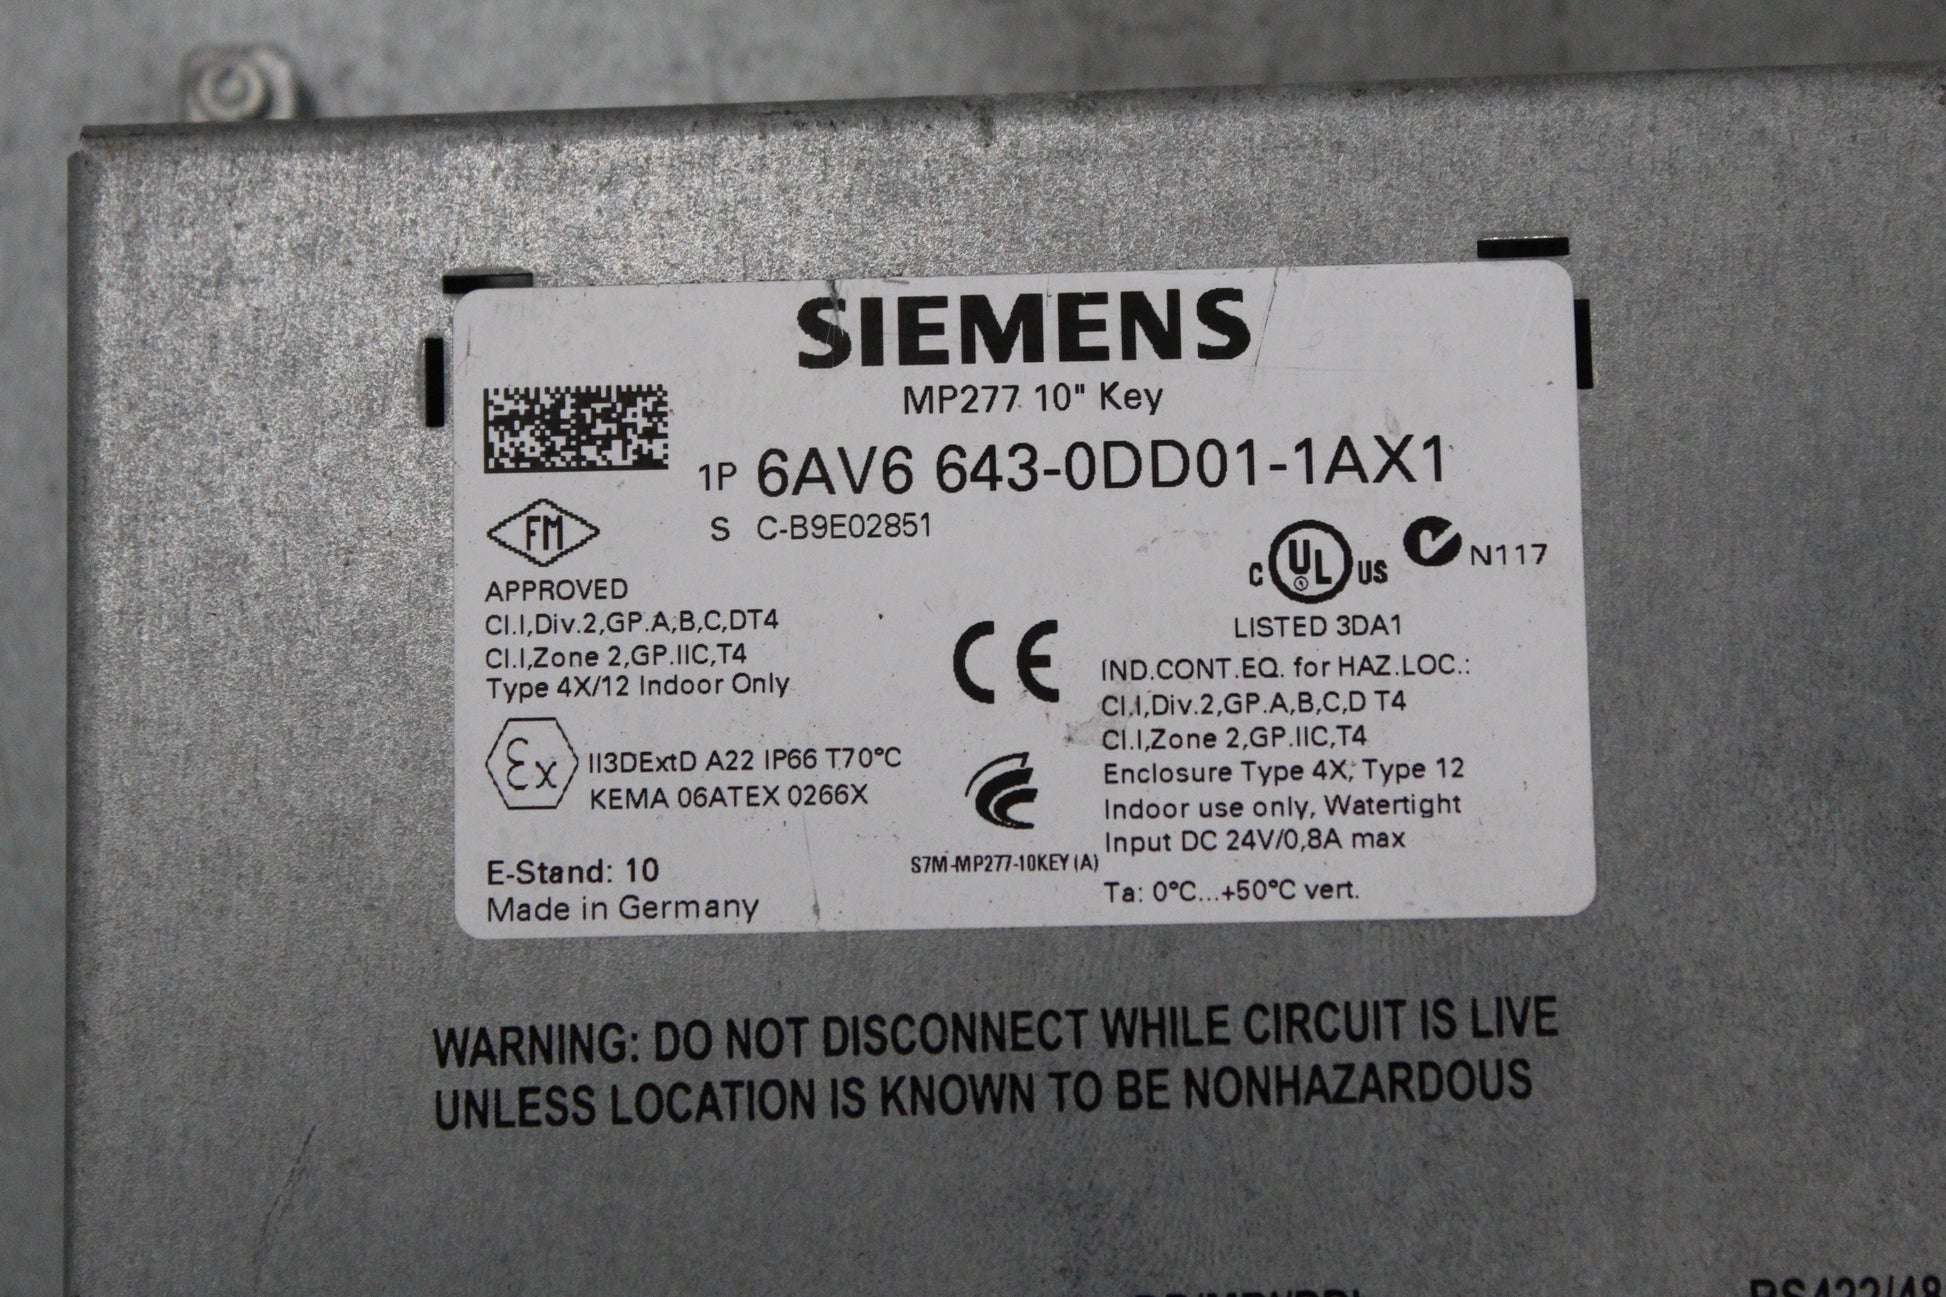 SIEMENS
MP277 10" Key
1P 6AV6 643-0DD01-1AX1
S C-B9E02851
FM
APPROVED
Cl.I,Div.2,GP.A,B,C,DT4
Cl.I,Zone 2,GP.IIC,T4
Type 4X/12 Indoor Only
Ex
II3DExtD A22 IP66 T70°C
KEMA 06ATEX 0266X
E-Stand: 10
Made in Germany
CE
S7M-MP277-10KEY(A)
C UL US
N117
LISTED 3DA1
IND.CONT.EQ. for HAZ.LOC.:
Cl.I,Div.2,GP.A,B,C,D T4
Cl.I,Zone 2,GP.IIC,T4
Enclosure Type 4X, Type 12
Indoor use only, Watertight
Input DC 24V/0,8A max
Ta: 0°C...+50°C vert.
WARNING: DO NOT DISCONNECT WHILE CIRCUIT IS LIVE
UNLESS LOCATION IS KNOWN TO BE NONHAZARDOUS